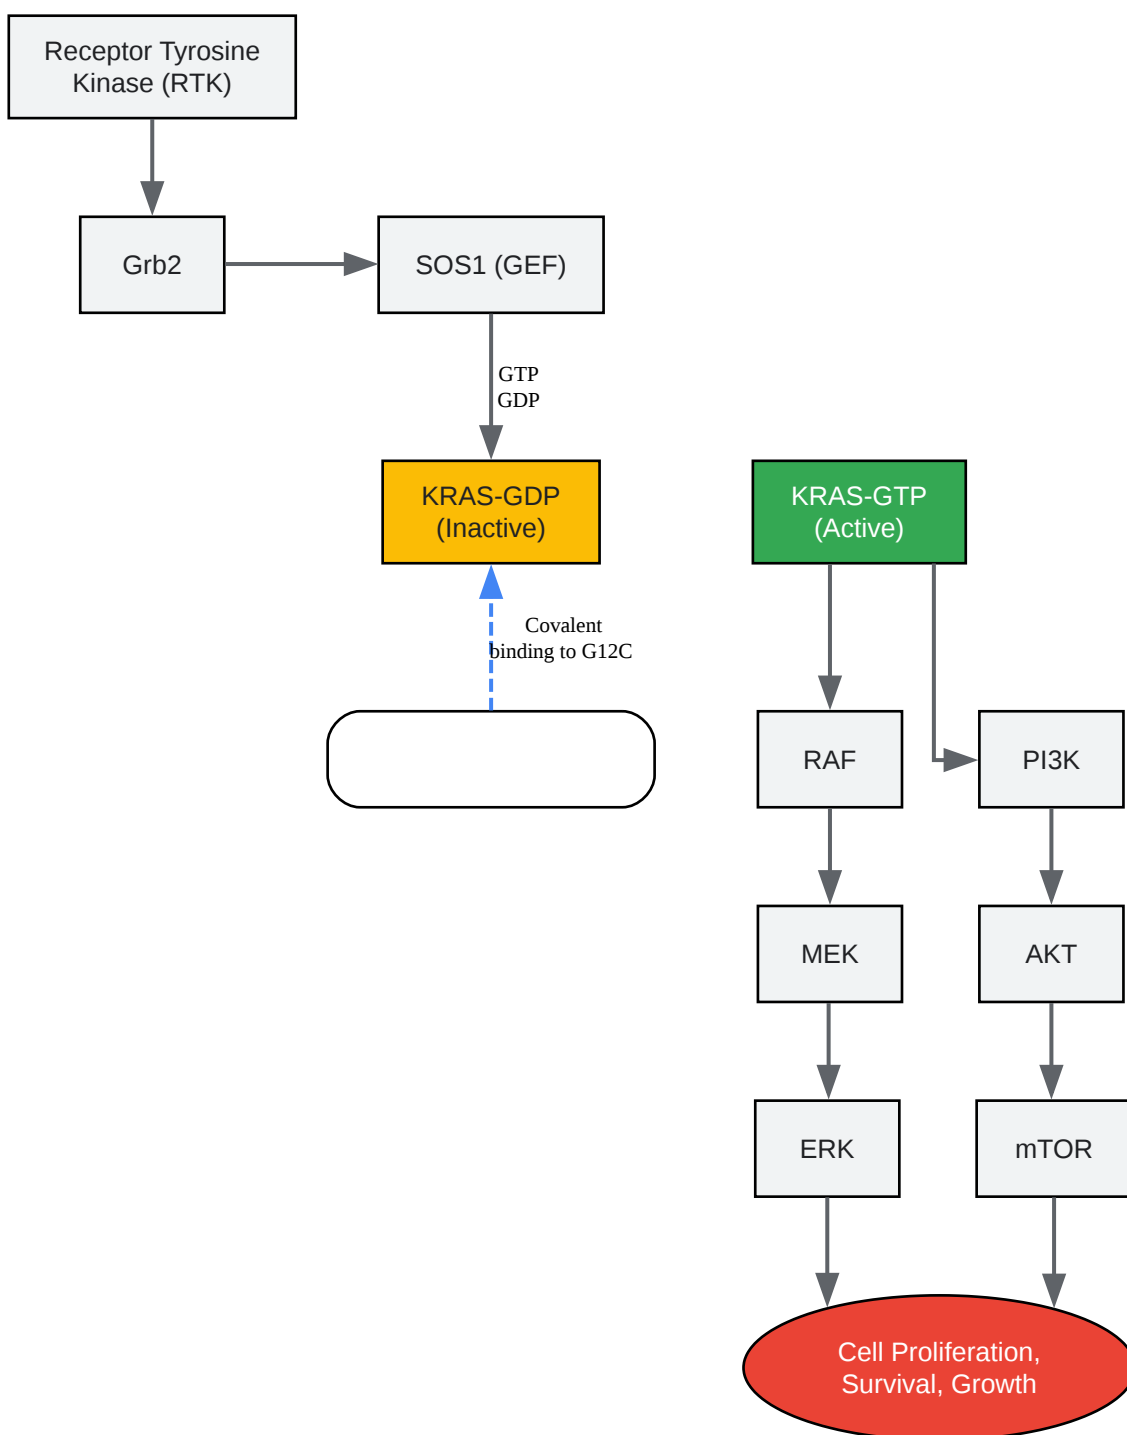 Receptor Tyrosine
Kinase (RTK)
Grb2
SOS1 (GEF)
GTP
GDP
KRAS-GDP
(Inactive)
KRAS-GTP
(Active)
Covalent
binding to G12C
RAF
PI3K
MEK
AKT
ERK
mTOR
Cell Proliferation,
Survival, Growth